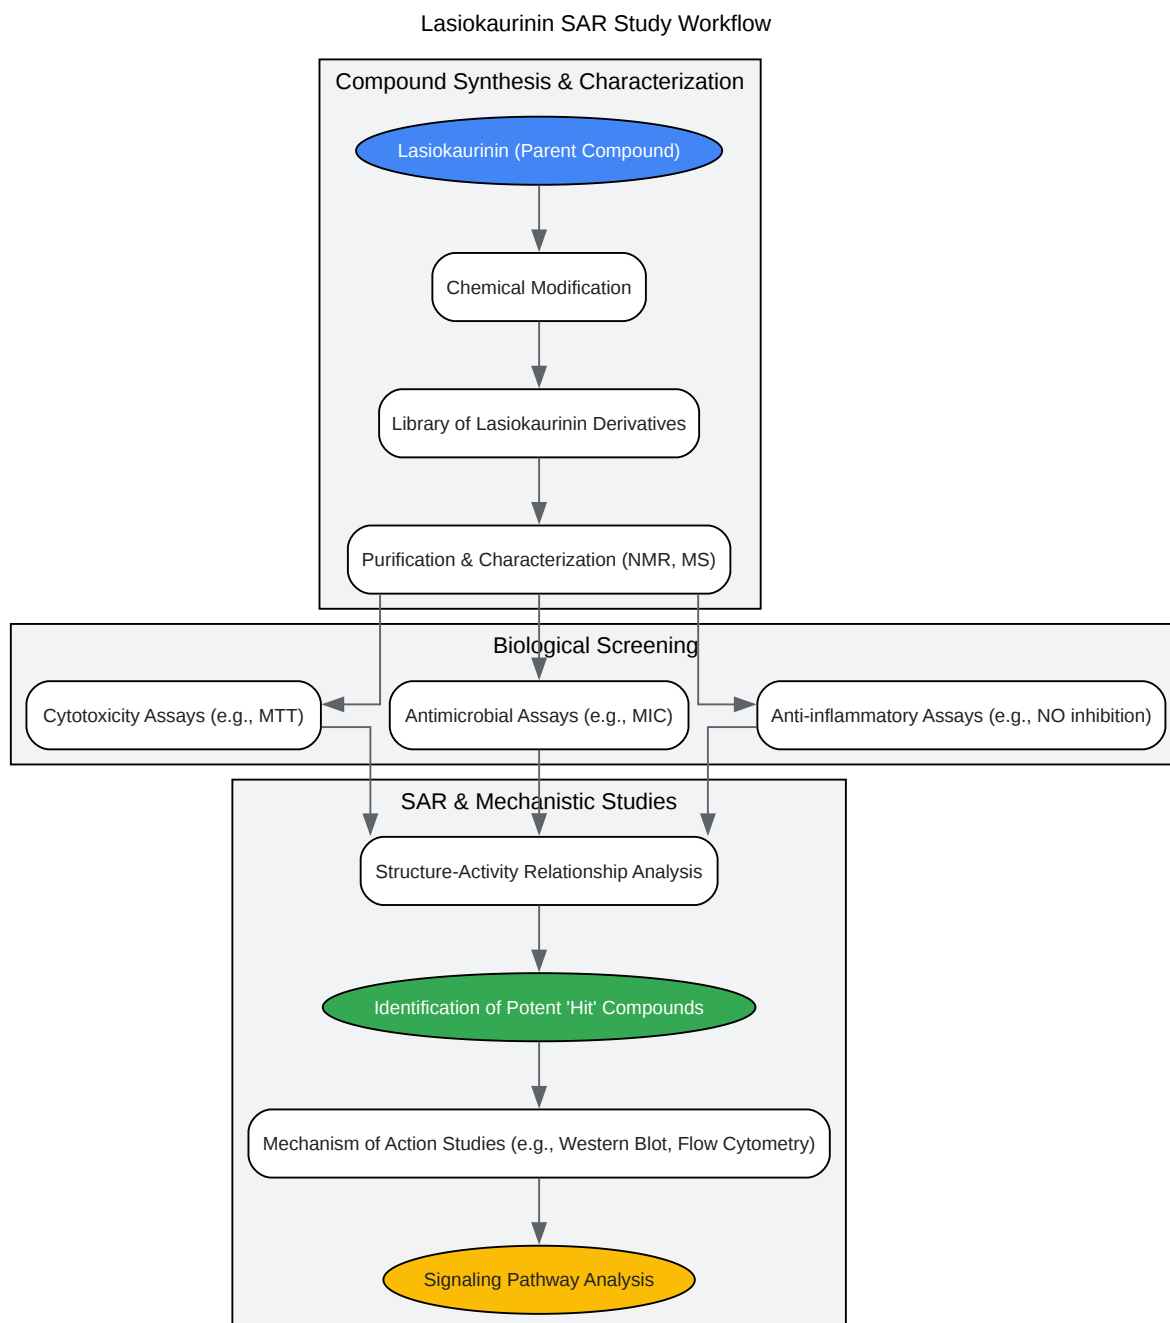 Lasiokaurinin SAR Study Workflow
Compound Synthesis & Characterization
Lasiokaurinin (Parent Compound)
Chemical Modification
Library of Lasiokaurinin Derivatives
Purification & Characterization (NMR, MS)
Biological Screening
Cytotoxicity Assays (e.g., MTT)
Antimicrobial Assays (e.g., MIC)
Anti-inflammatory Assays (e.g., NO inhibition)
SAR & Mechanistic Studies
Structure-Activity Relationship Analysis
Identification of Potent 'Hit' Compounds
Mechanism of Action Studies (e.g., Western Blot, Flow Cytometry)
Signaling Pathway Analysis